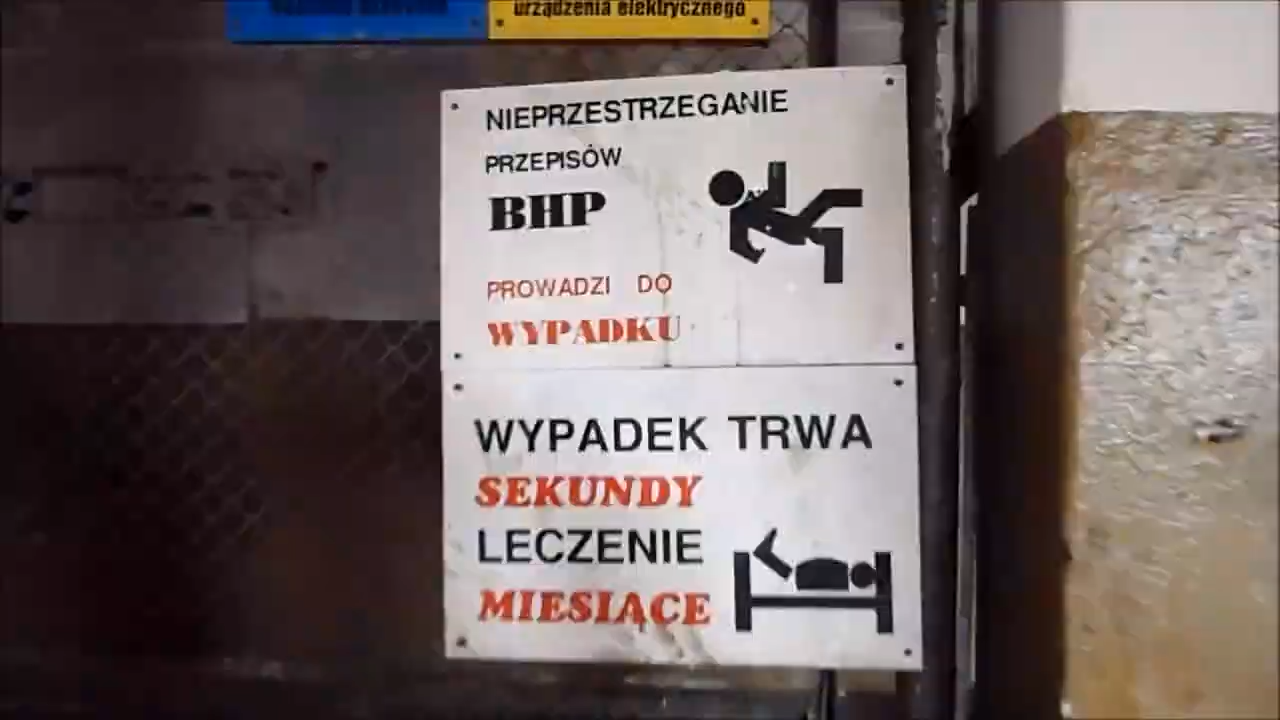 urządzenia elektrycznego
NIEPRZESTRZEGANIE
PRZEPISÓW
BHP
PROWADZI DO
WYPADKU
WYPADEK TRWA
SEKUNDY
LECZENIE
MIESIĄCE